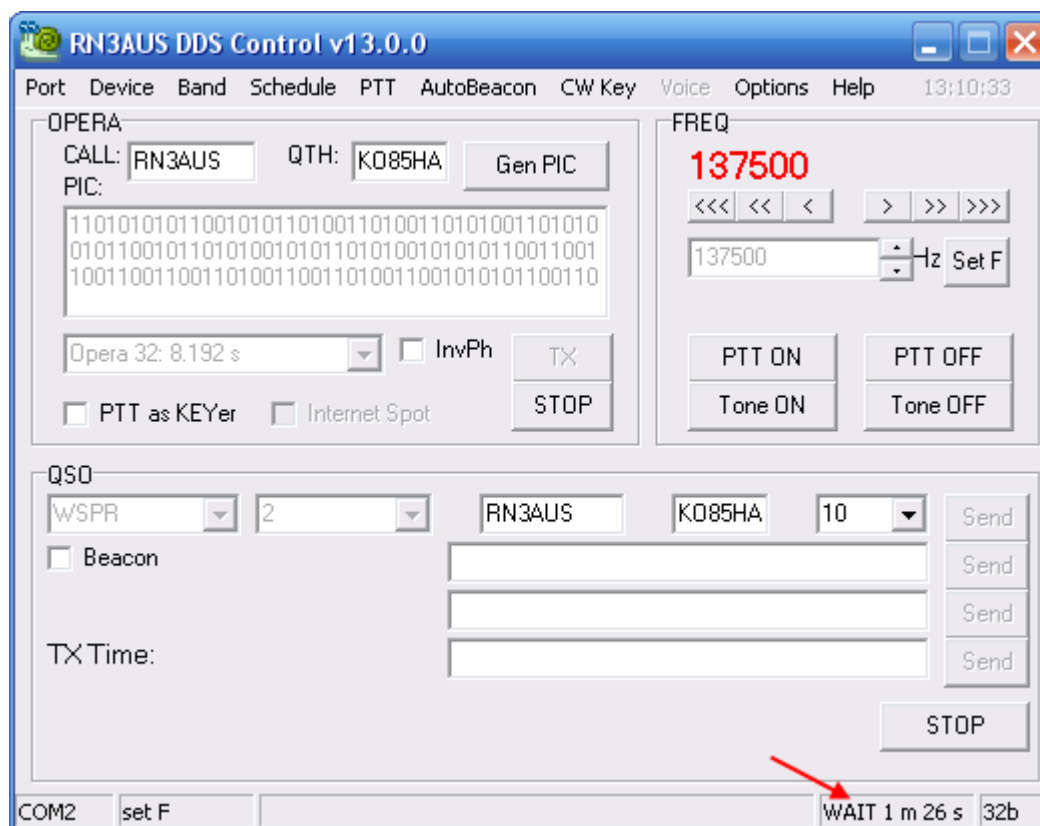 RN3AUS DDS Control v13.0.0
Port Device Band Schedule PTT AutoBeacon CW Key Voice Options Help 13:10:33
OPERA
CALL: RN3AUS QTH: KO85HA Gen PIC
PIC:
11010101011001010110100110100110101001101010
01011001011010100101011010100101010110011001
10011001100110100110011010011001010101100110
Opera 32: 8.192 s InvPh TX
PTT as KEYer Internet Spot STOP
FREQ
137500
<<< << < > >> >>>
137500 Hz Set F
PTT ON PTT OFF
Tone ON Tone OFF
QSO
WSPR 2 RN3AUS KO85HA 10 Send
Beacon Send
Send
TX Time: Send
STOP
COM2 set F WAIT 1 m 26 s 32b